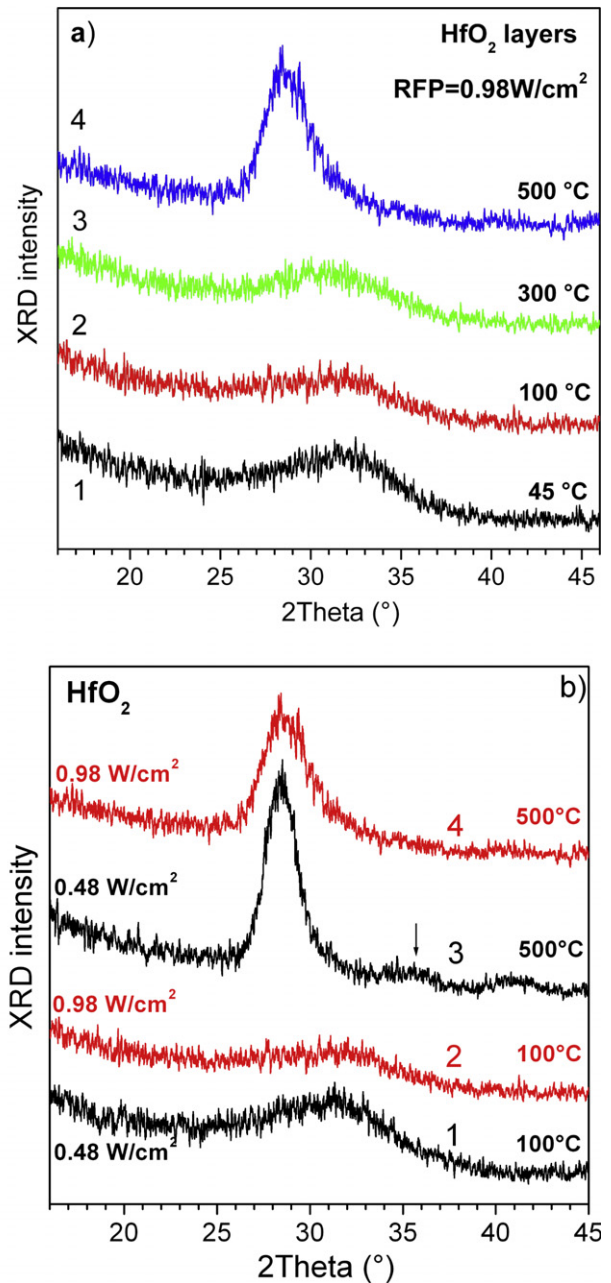 a)
HfO₂ layers
RFP=0.98W/cm²
4
500 °C
3
300 °C
2
100 °C
1
45 °C
XRD intensity
20 25 30 35 40 45
2Theta (°)
b)
HfO₂
0.98 W/cm²
4
500°C
0.48 W/cm²
3
500°C
0.98 W/cm²
2
100°C
0.48 W/cm²
1
100°C
XRD intensity
20 25 30 35 40 45
2Theta (°)